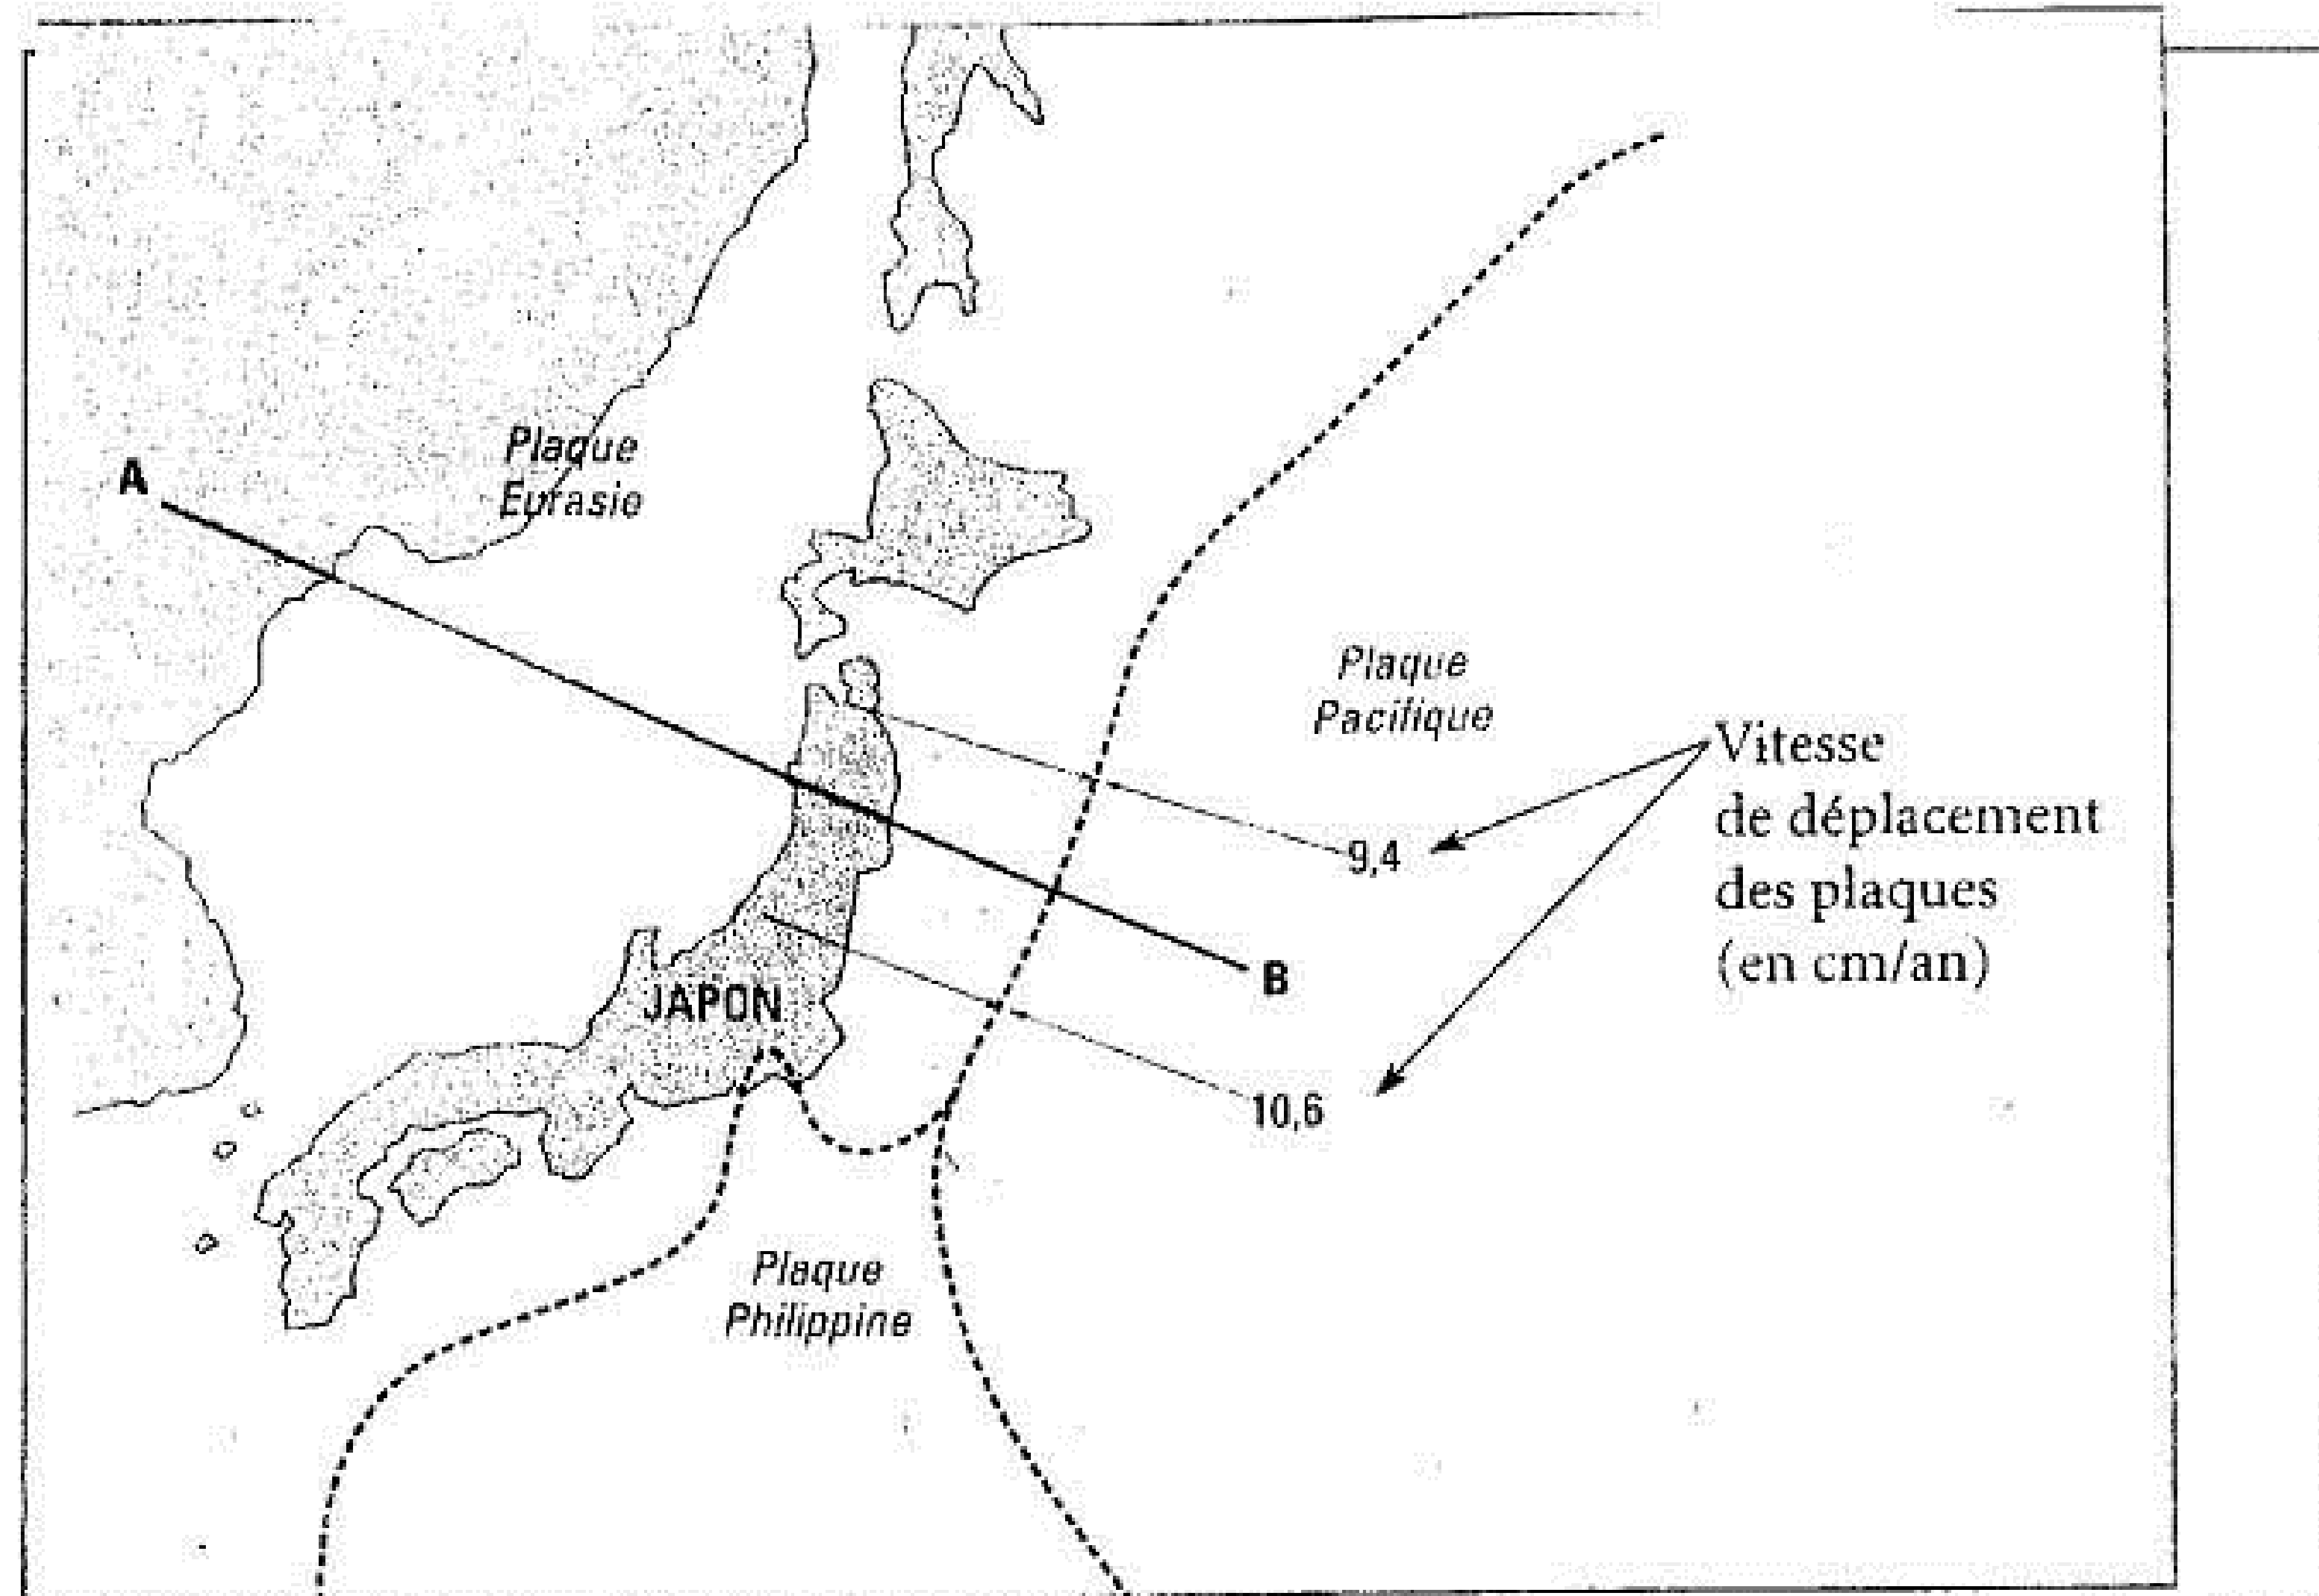 A
Plaque
Eurasie
Plaque
Pacifique
Vitesse
de déplacement
des plaques
(en cm/an)
9,4
B
JAPON
10,6
Plaque
Philippine